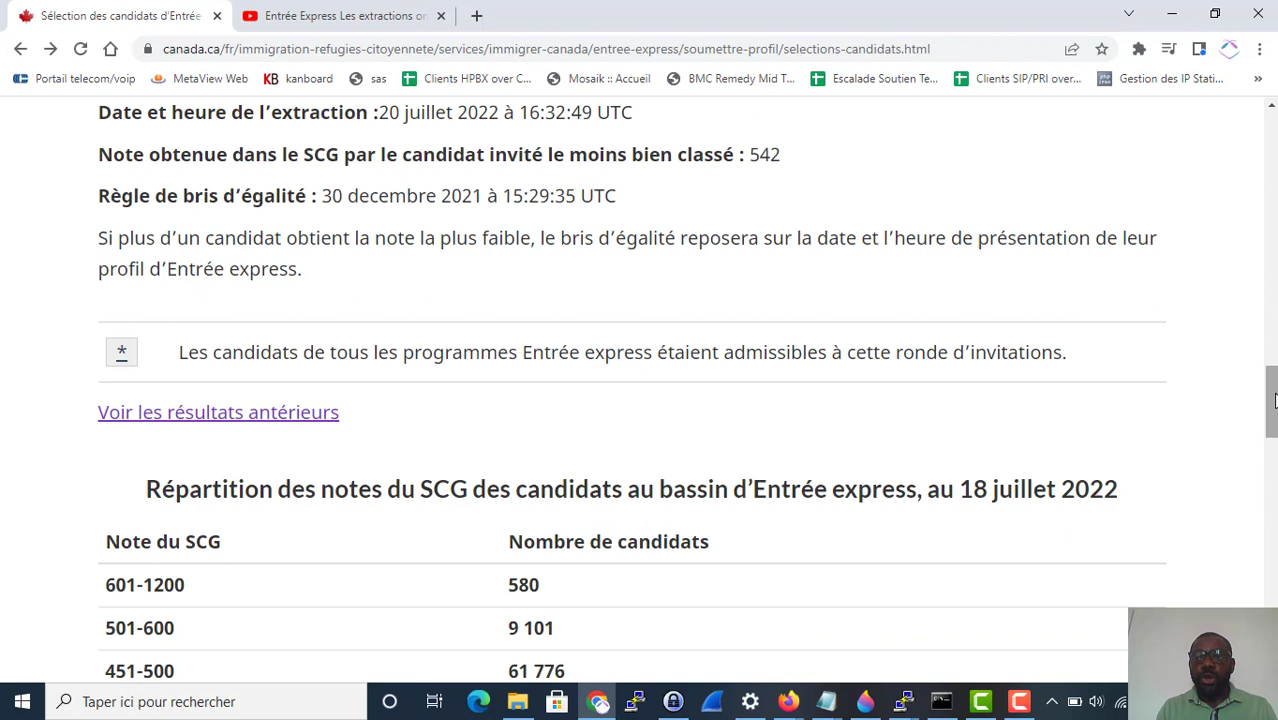 Sélection des candidats d'Entrée
Entrée Express Les extractions on
canada.ca/fr/immigration-refugies-citoyennete/services/immigrer-canada/entree-express/soumettre-profil/selections-candidats.html
Portail telecom/voip
MetaView Web
KB kanboard
sas
Clients HPBX over C...
Mosaik :: Accueil
BMC Remedy Mid T...
Escalade Soutien Te...
Clients SIP/PRI over...
Gestion des IP Stati...
»
Date et heure de l’extraction :20 juillet 2022 à 16:32:49 UTC
Note obtenue dans le SCG par le candidat invité le moins bien classé : 542
Règle de bris d’égalité : 30 decembre 2021 à 15:29:35 UTC
Si plus d’un candidat obtient la note la plus faible, le bris d’égalité reposera sur la date et l’heure de présentation de leur
profil d’Entrée express.
* Les candidats de tous les programmes Entrée express étaient admissibles à cette ronde d’invitations.
Voir les résultats antérieurs
Répartition des notes du SCG des candidats au bassin d’Entrée express, au 18 juillet 2022
Note du SCG Nombre de candidats
601-1200 580
501-600 9 101
451-500 61 776
Taper ici pour rechercher